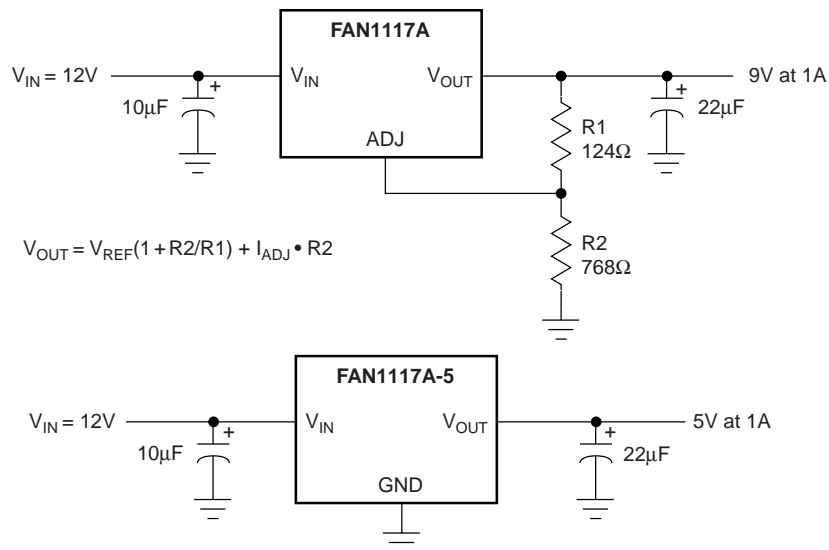 FAN1117A
V_IN = 12V
V_IN
V_OUT
9V at 1A
+
10μF
+
22μF
ADJ
R1
124Ω
V_OUT = V_REF(1 + R2/R1) + I_ADJ • R2
R2
768Ω
FAN1117A-5
V_IN = 12V
V_IN
V_OUT
5V at 1A
+
10μF
+
22μF
GND